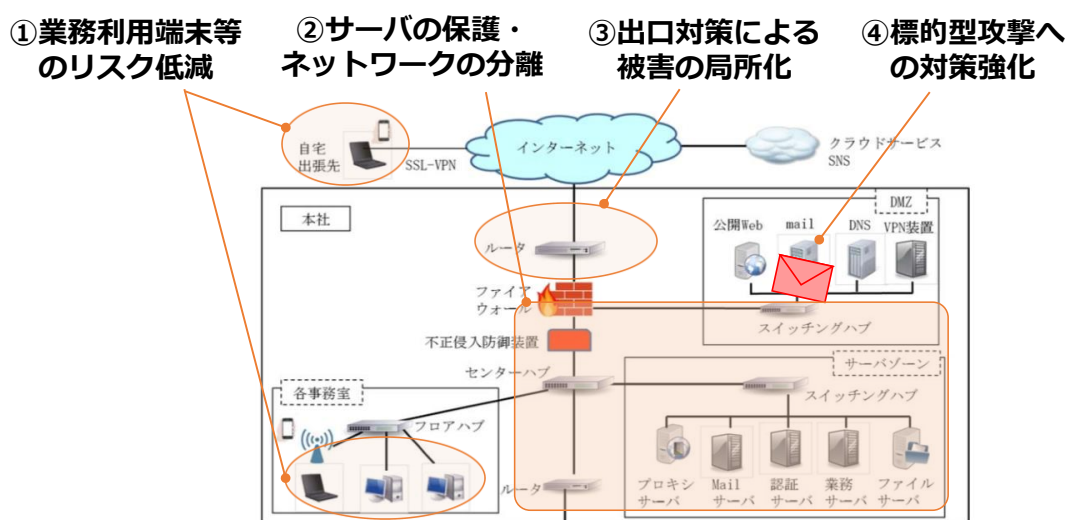 ①業務利用端末等
のリスク低減
②サーバの保護・
ネットワークの分離
③出口対策による
被害の局所化
④標的型攻撃へ
の対策強化
自宅
出張先
SSL-VPN
インターネット
クラウドサービス
SNS
本社
DMZ
公開Web
mail
DNS
VPN装置
ルータ
ファイア
ウォール
スイッチングハブ
不正侵入防御装置
センターハブ
サーバゾーン
各事務室
スイッチングハブ
フロアハブ
ルータ
プロキシ
サーバ
Mail
サーバ
認証
サーバ
業務
サーバ
ファイル
サーバ